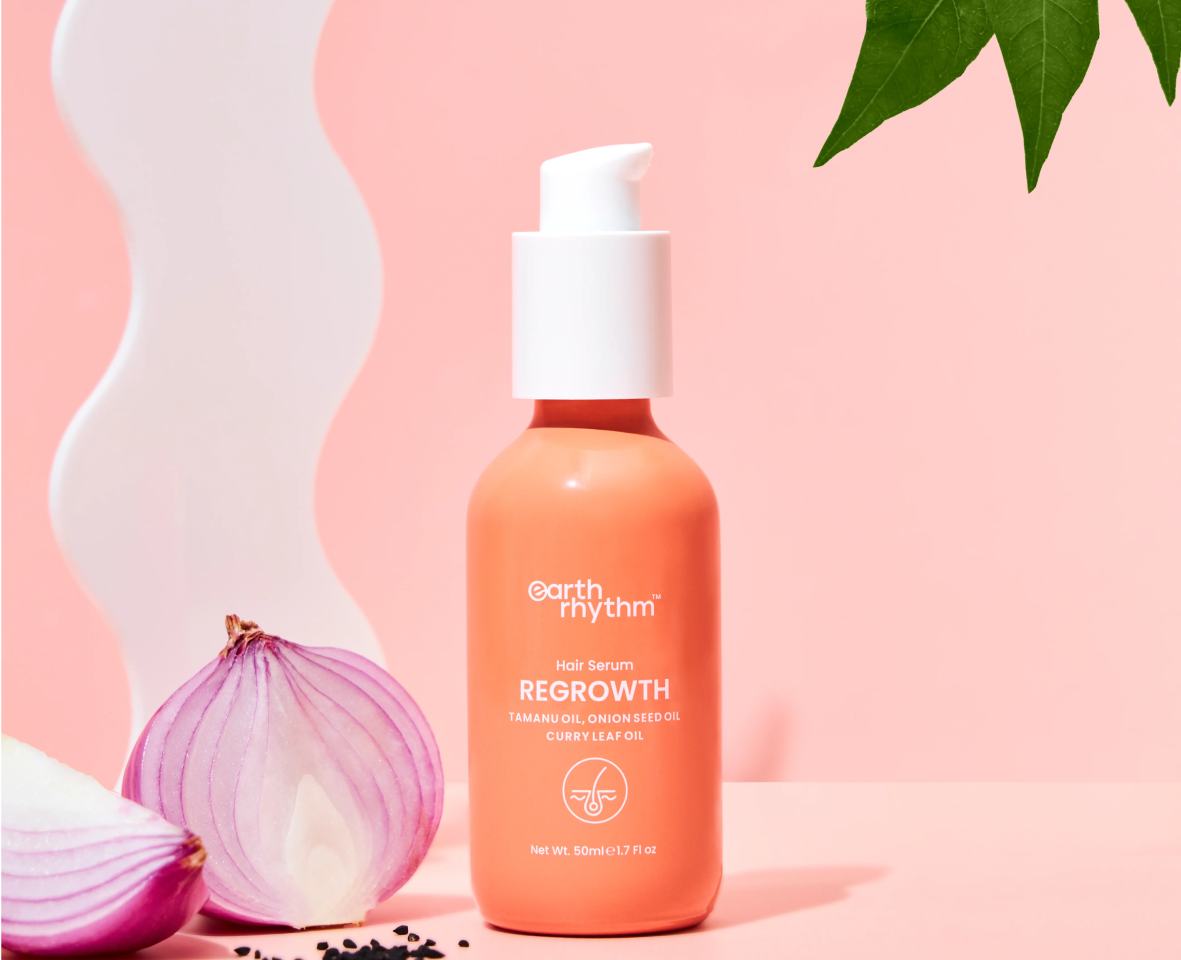 earth
rhythm™
Hair Serum
REGROWTH
TAMANU OIL, ONION SEED OIL
CURRY LEAF OIL
Net Wt. 50ml℮1.7 Fl oz